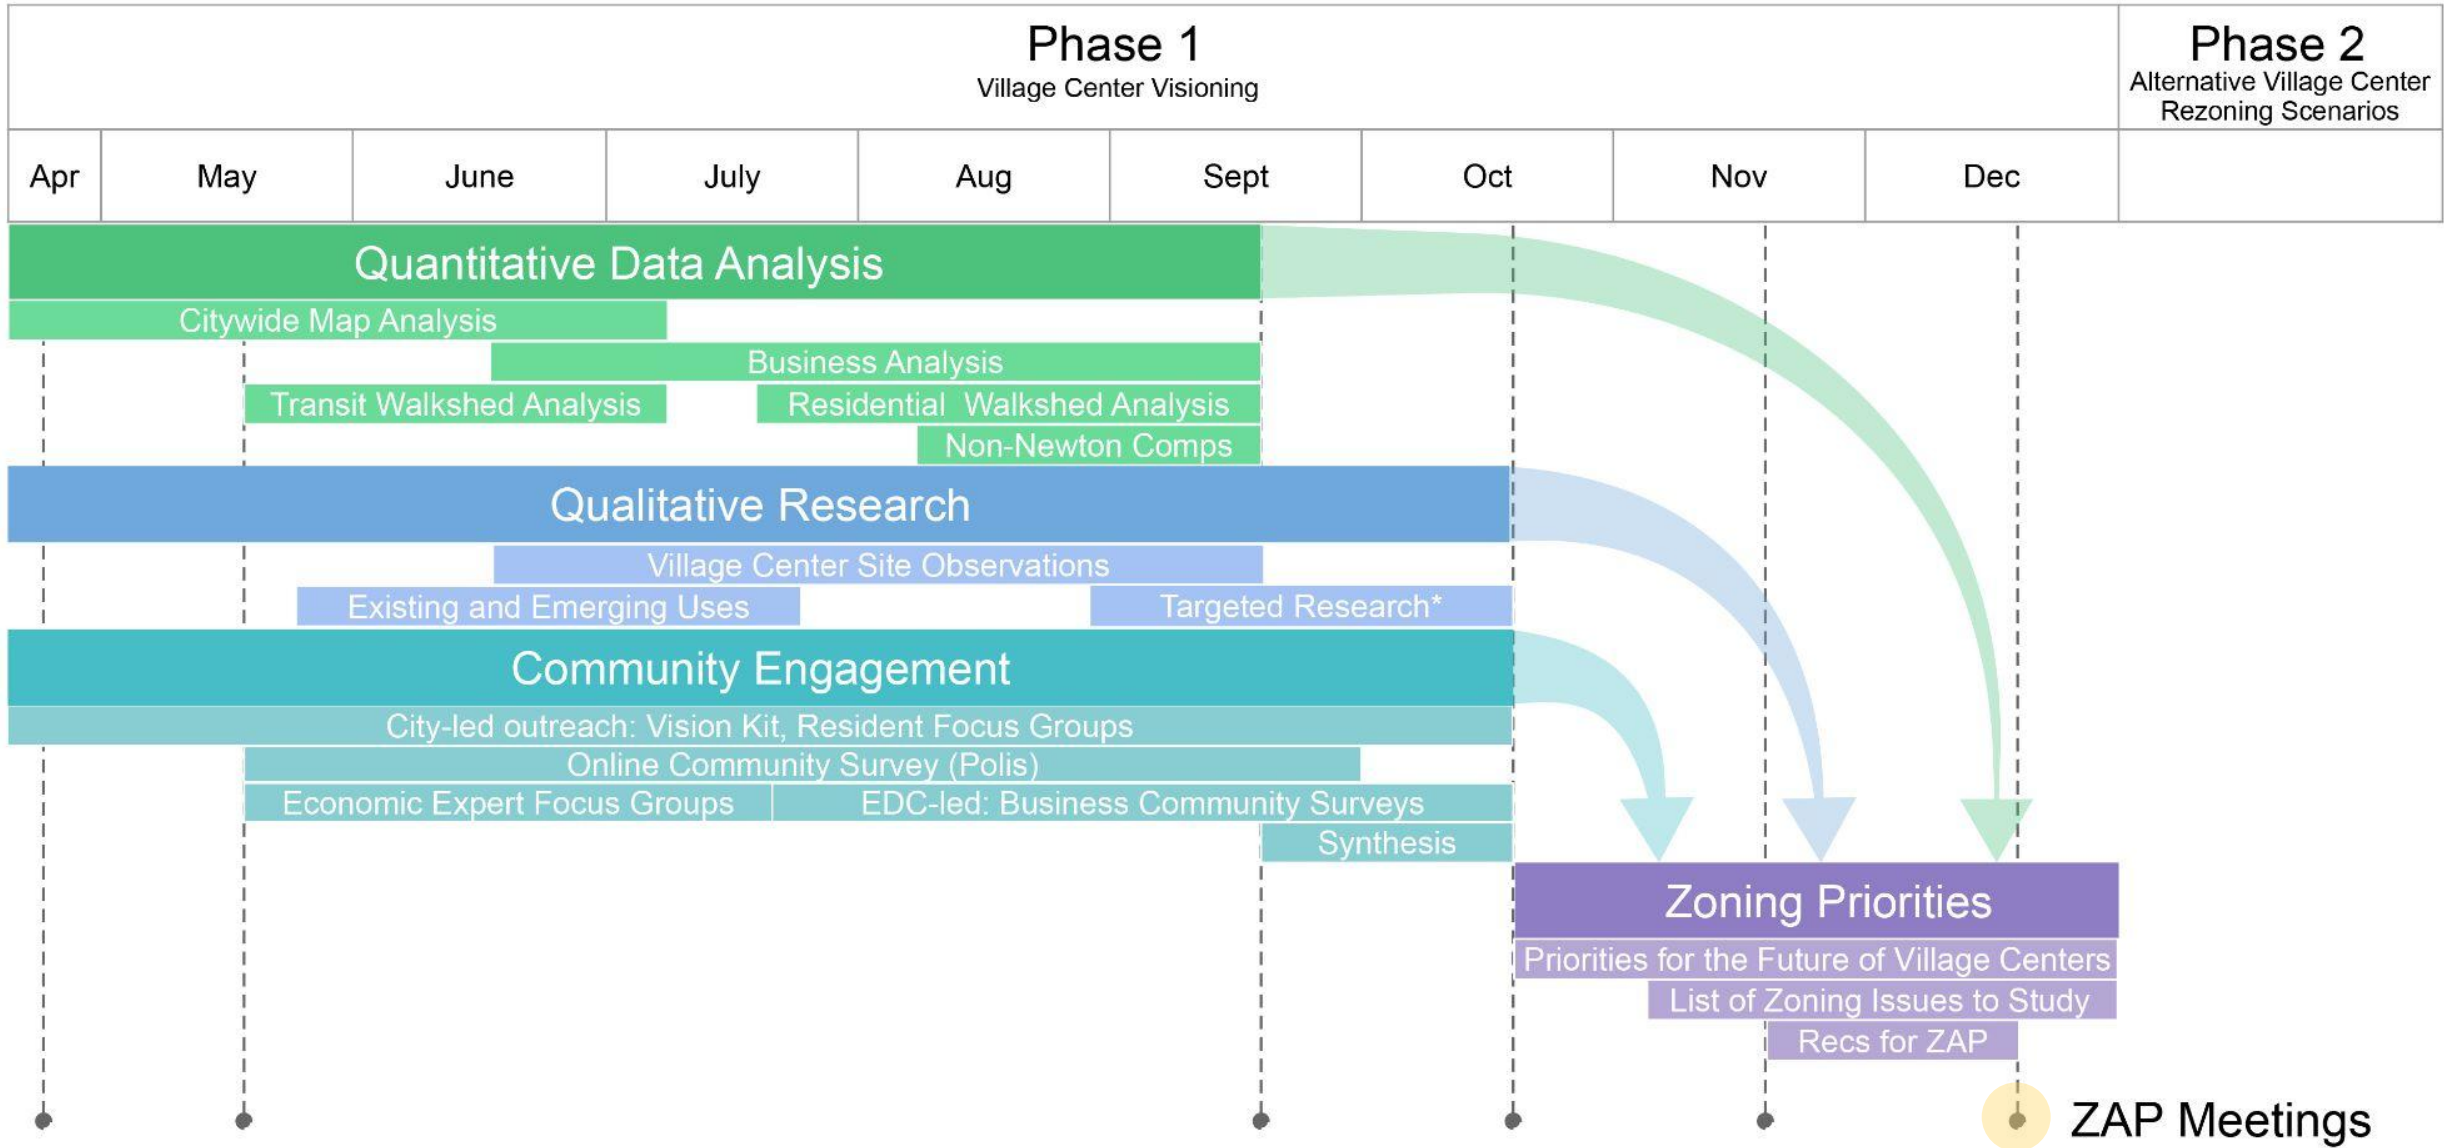 Phase 1
Village Center Visioning
Phase 2
Alternative Village Center
Rezoning Scenarios
Apr May June July Aug Sept Oct Nov Dec
Quantitative Data Analysis
Citywide Map Analysis
Business Analysis
Transit Walkshed Analysis
Residential Walkshed Analysis
Non-Newton Comps
Qualitative Research
Village Center Site Observations
Existing and Emerging Uses
Targeted Research*
Community Engagement
City-led outreach: Vision Kit, Resident Focus Groups
Online Community Survey (Polis)
Economic Expert Focus Groups
EDC-led: Business Community Surveys
Synthesis
Zoning Priorities
Priorities for the Future of Village Centers
List of Zoning Issues to Study
Recs for ZAP
ZAP Meetings